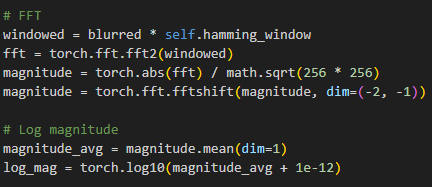 # FFT
windowed = blurred * self.hamming_window
fft = torch.fft.fft2(windowed)
magnitude = torch.abs(fft) / math.sqrt(256 * 256)
magnitude = torch.fft.fftshift(magnitude, dim=(-2, -1))
# Log magnitude
magnitude_avg = magnitude.mean(dim=1)
log_mag = torch.log10(magnitude_avg + 1e-12)